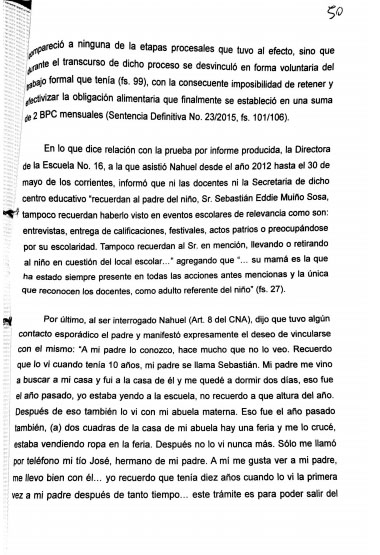 50
compareció a ninguna de la etapas procesales que tuvo al efecto, sino que
durante el transcurso de dicho proceso se desvinculó en forma voluntaria del
trabajo formal que tenía (fs. 99), con la consecuente imposibilidad de retener y
efectivizar la obligación alimentaria que finalmente se estableció en una suma
de 2 BPC mensuales (Sentencia Definitiva No. 23/2015, fs. 101/106).
En lo que dice relación con la prueba por informe producida, la Directora
de la Escuela No. 16, a la que asistió Nahuel desde el año 2012 hasta el 30 de
mayo de los corrientes, informó que ni las docentes ni la Secretaria de dicho
centro educativo "recuerdan al padre del niño, Sr. Sebastián Eddie Muiño Sosa,
tampoco recuerdan haberlo visto en eventos escolares de relevancia como son:
entrevistas, entrega de calificaciones, festivales, actos patrios o preocupándose
por su escolaridad. Tampoco recuerdan al Sr. en mención, llevando o retirando
al niño en cuestión del local escolar..." agregando que "... su mamá es la que
ha estado siempre presente en todas las acciones antes mencionas y la única
que reconocen los docentes, como adulto referente del niño" (fs. 27).
Por último, al ser interrogado Nahuel (Art. 8 del CNA), dijo que tuvo algún
contacto esporádico el padre y manifestó expresamente el deseo de vincularse
con el mismo: "A mi padre lo conozco, hace mucho que no lo veo. Recuerdo
que lo vi cuando tenía 10 años, mi padre se llama Sebastián. Mi padre me vino
a buscar a mi casa y fui a la casa de él y me quedé a dormir dos días, eso fue
el año pasado, yo estaba yendo a la escuela, no recuerdo a que altura del año.
Después de eso también lo vi con mi abuela materna. Eso fue el año pasado
también, (a) dos cuadras de la casa de mi abuela hay una feria y me lo crucé,
estaba vendiendo ropa en la feria. Después no lo vi nunca más. Sólo me llamó
por teléfono mi tío José, hermano de mi padre. A mí me gusta ver a mi padre,
me llevo bien con él... yo recuerdo que tenía diez años cuando lo vi la primera
vez a mi padre después de tanto tiempo... este trámite es para poder salir del